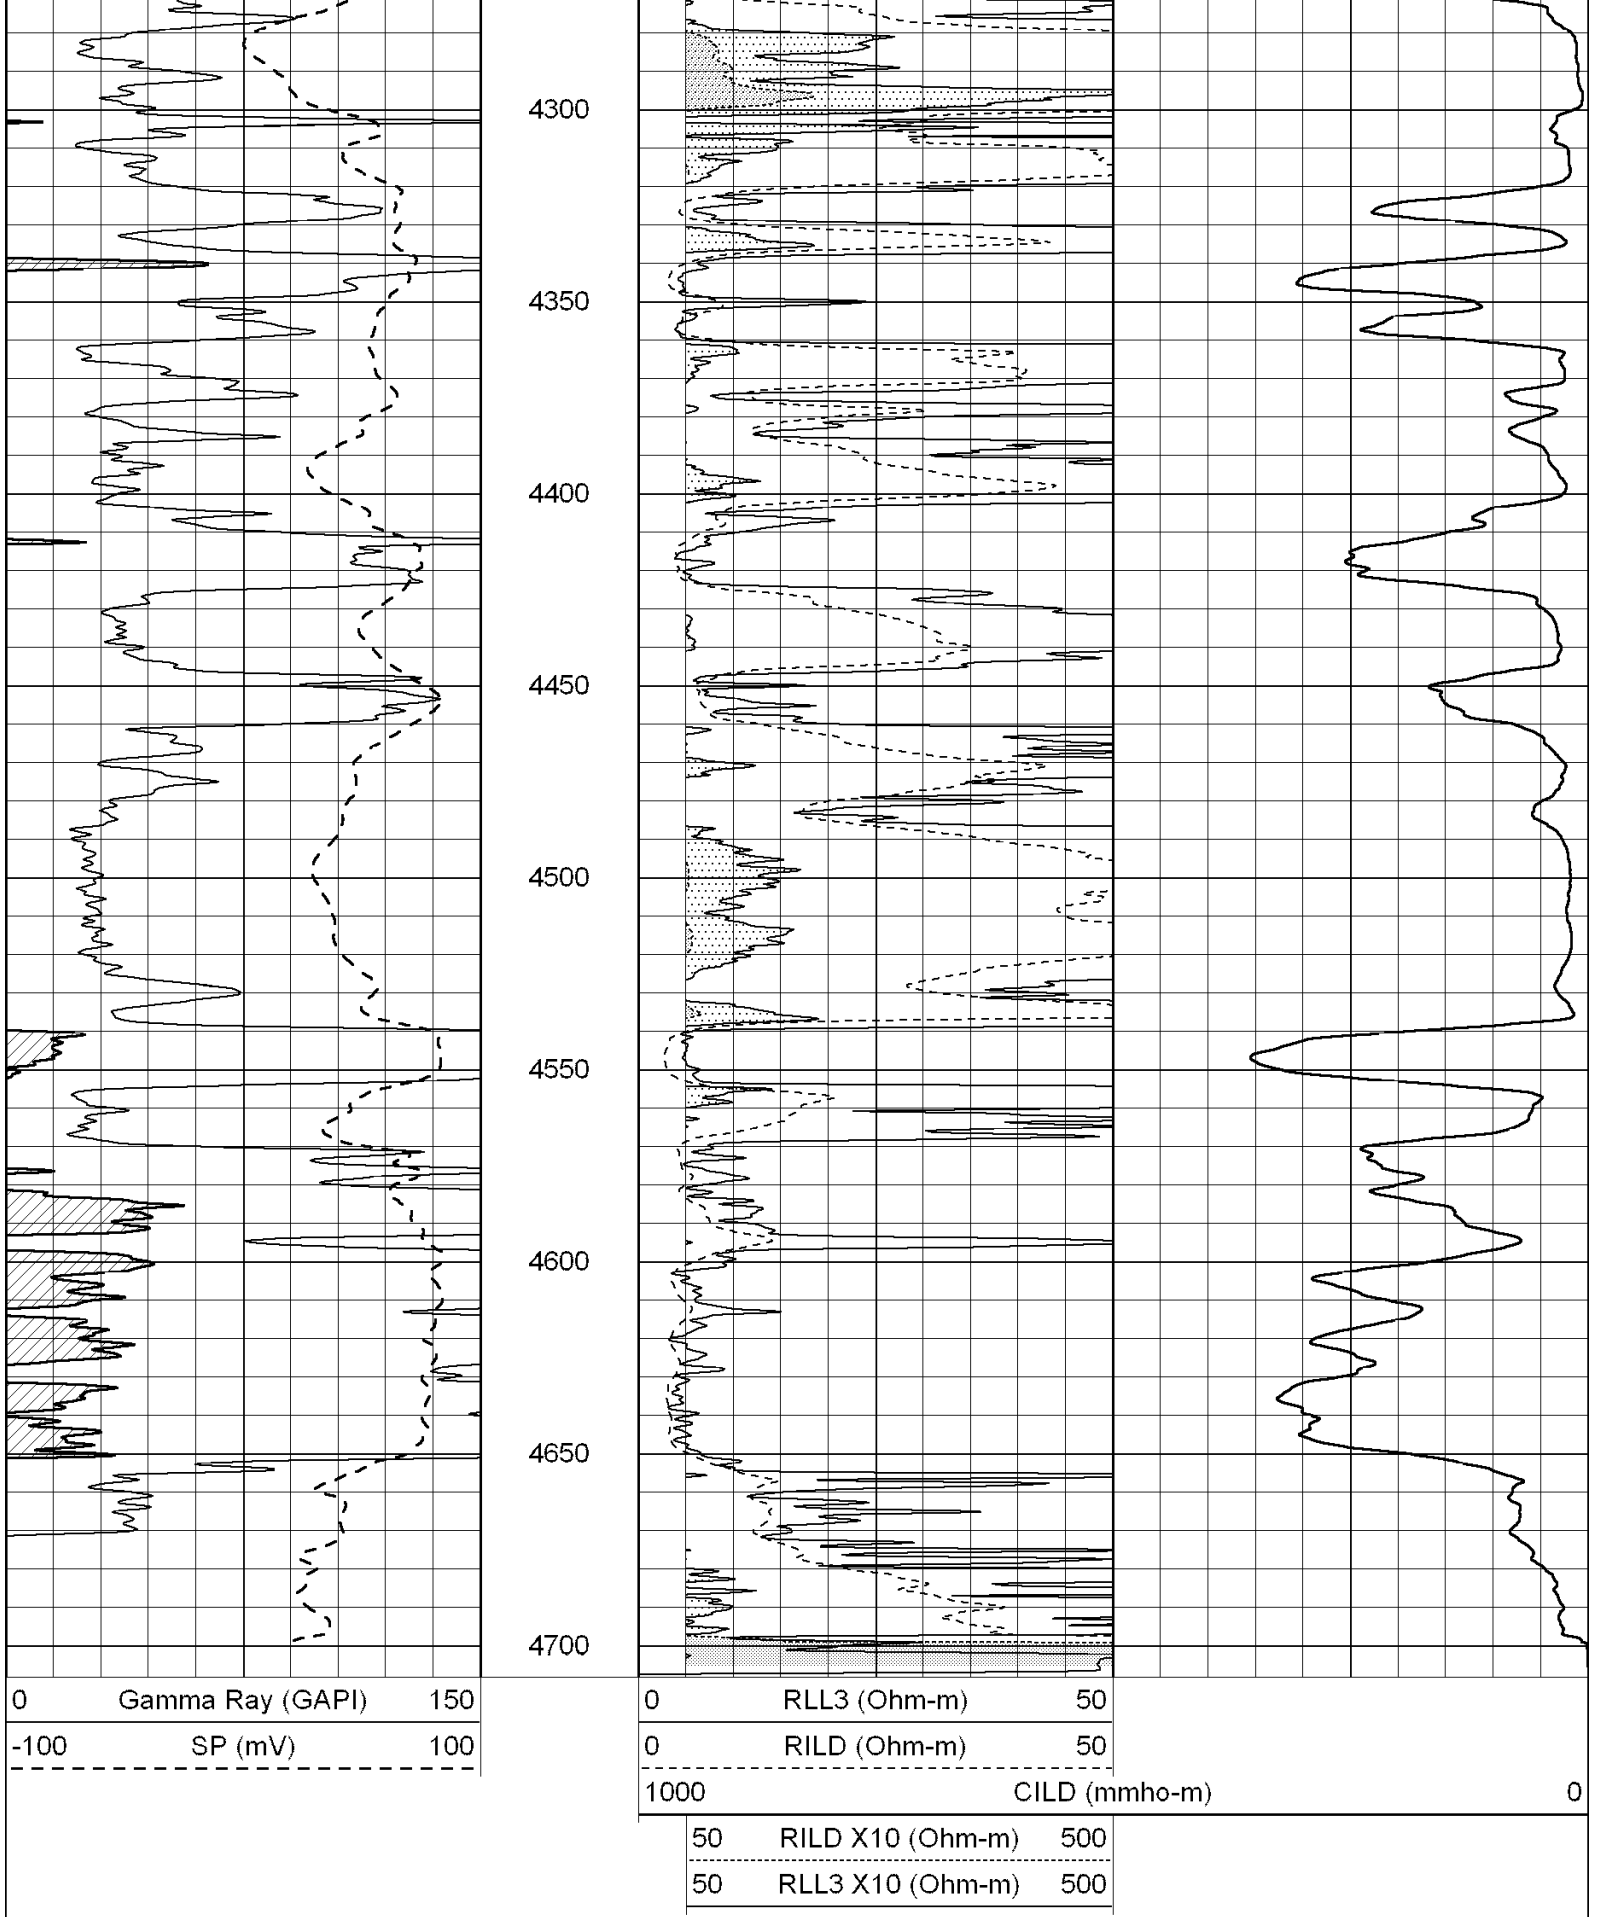 4300
4350
4400
4450
4500
4550
4600
4650
4700
0 Gamma Ray (GAPI) 150
-100 SP (mV) 100
0 RLL3 (Ohm-m) 50
0 RILD (Ohm-m) 50
1000 CILD (mmho-m) 0
50 RILD X10 (Ohm-m) 500
50 RLL3 X10 (Ohm-m) 500